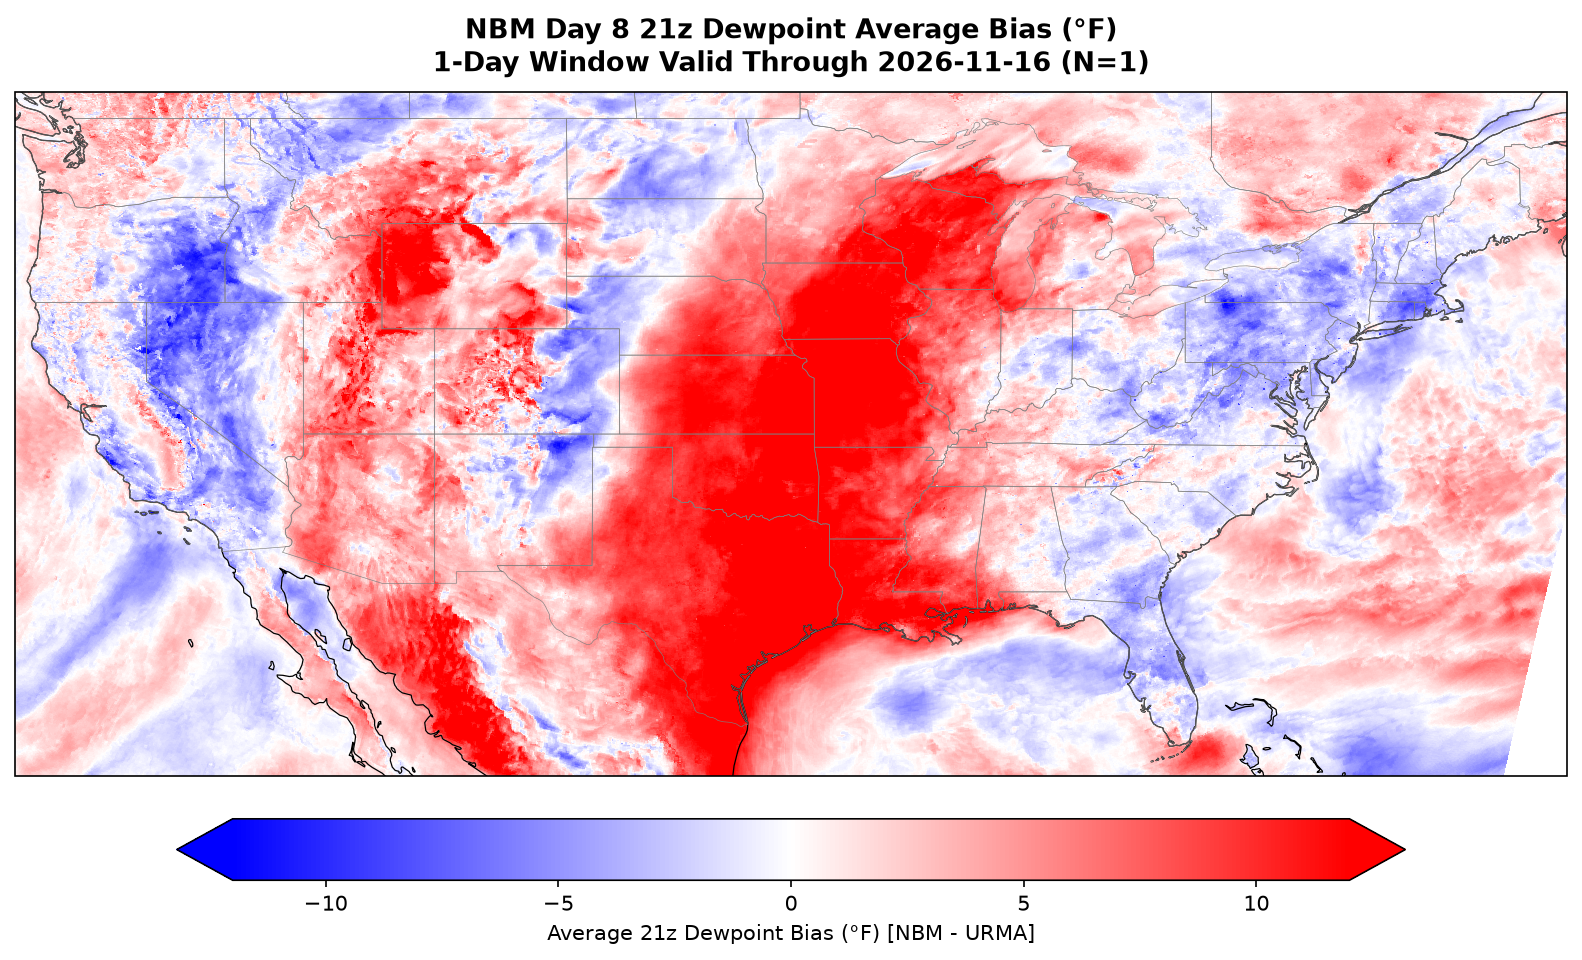 NBM Day 8 21z Dewpoint Average Bias (°F)
1-Day Window Valid Through 2026-11-16 (N=1)
−10 −5 0 5 10
Average 21z Dewpoint Bias (°F) [NBM - URMA]